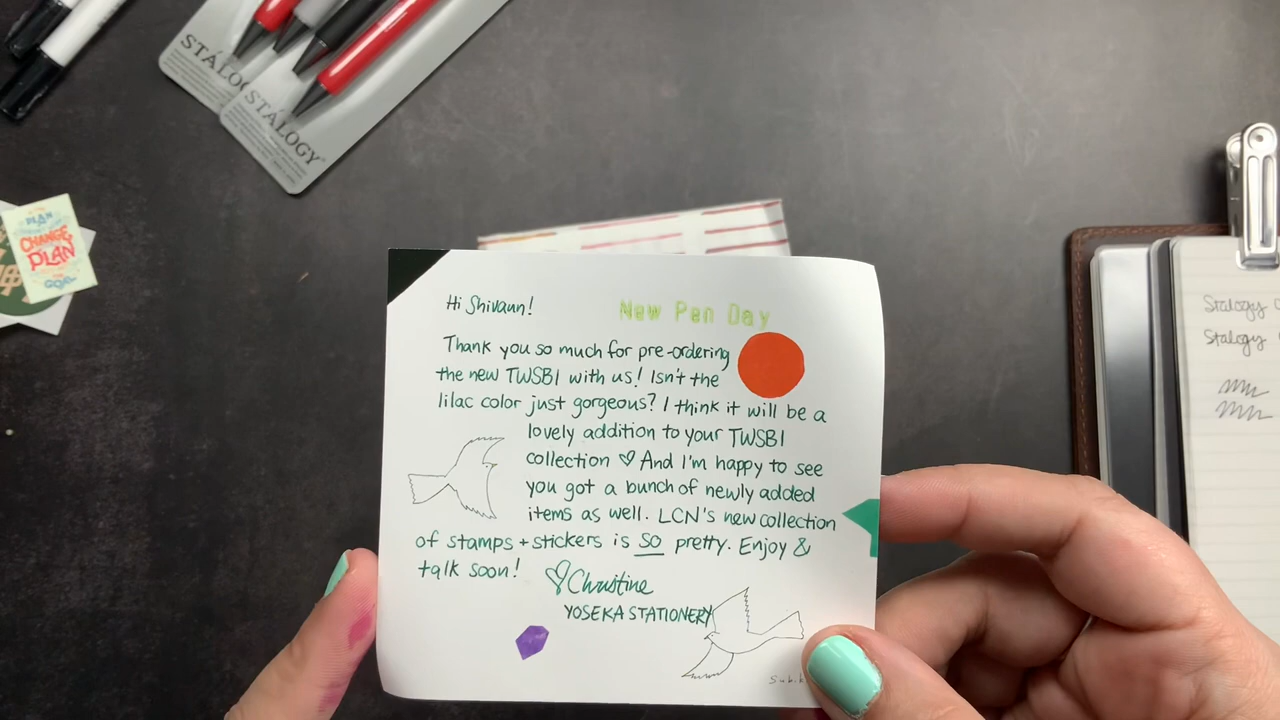 STÁLOGY
STÁLOGY
PLAN
CHANGE
PLAN
GOAL
Hi Shivaun!
New Pen Day
Thank you so much for pre-ordering
the new TWSBI with us! Isn't the
lilac color just gorgeous? I think it will be a
lovely addition to your TWSBI
collection ♡ And I'm happy to see
you got a bunch of newly added
items as well. LCN's new collection
of stamps + stickers is SO pretty. Enjoy &
talk soon! ♡Christine
YOSEKA STATIONERY
Stalogy
Stalogy